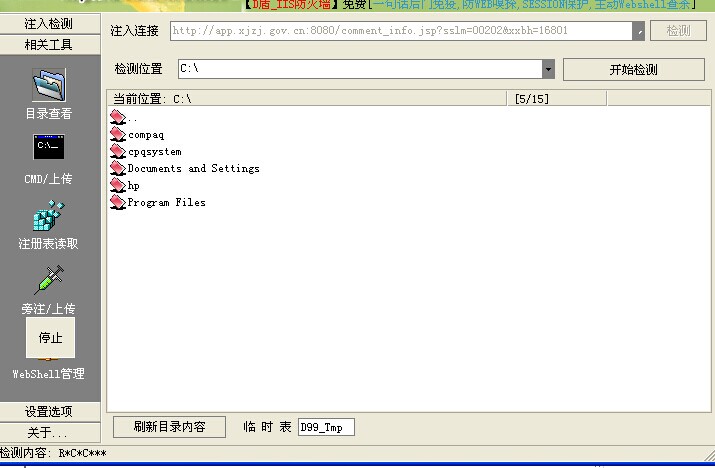 【D盾_IIS防火墙】免费[一句话后门免疫,防WEB嗅探,SESSION保护,主动Webshell查杀]
注入检测
相关工具
目录查看
C:\_
CMD/上传
注册表读取
旁注/上传
停止
WebShell管理
设置选项
关于...
注入连接
http://app.xjzj.gov.cn:8080/comment_info.jsp?sslm=00202&xxbh=16801
检测
检测位置
C:\
开始检测
当前位置: C:\
[5/15]
..
compaq
cpqsystem
Documents and Settings
hp
Program Files
刷新目录内容
临 时 表
D99_Tmp
检测内容: R*C*C***